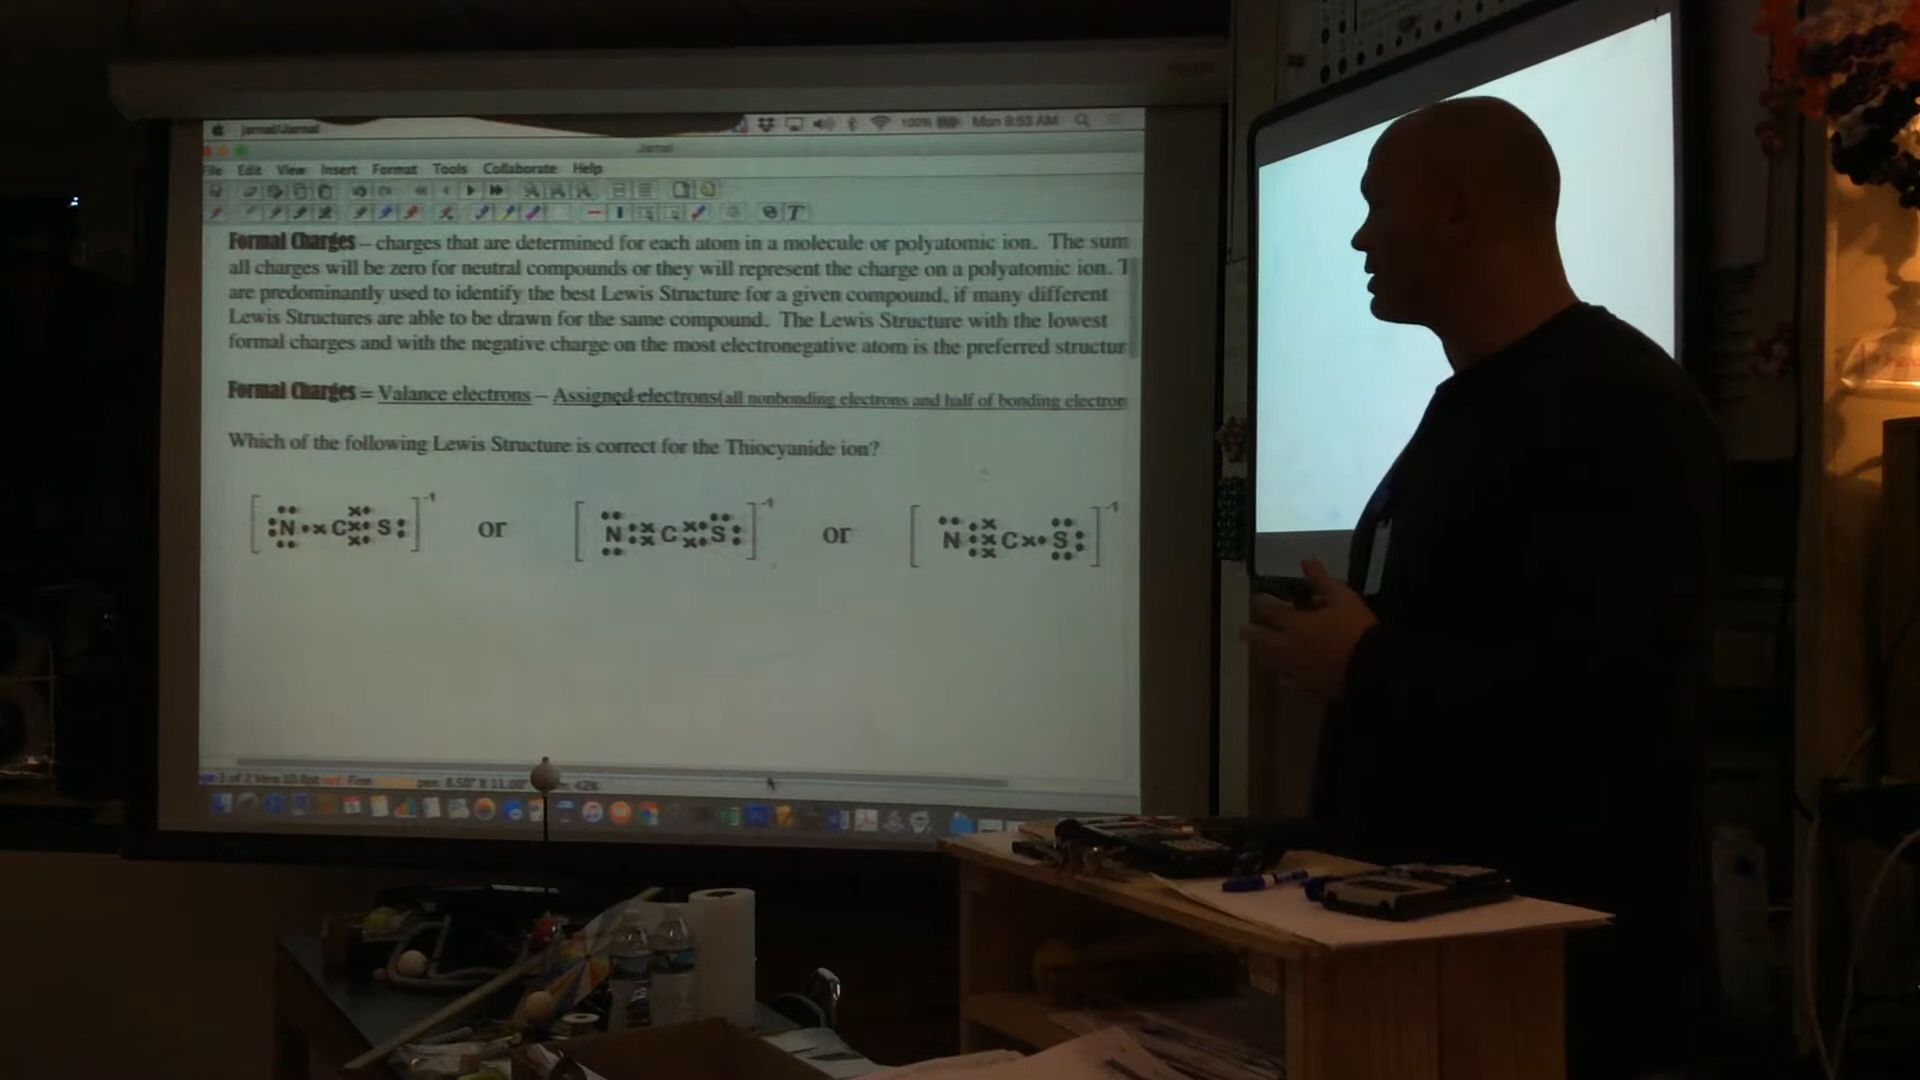 100% Mon 9:53 AM
Jarnal
File Edit View Insert Format Tools Collaborate Help
Formal Charges – charges that are determined for each atom in a molecule or polyatomic ion. The sum
all charges will be zero for neutral compounds or they will represent the charge on a polyatomic ion. T
are predominantly used to identify the best Lewis Structure for a given compound, if many different
Lewis Structures are able to be drawn for the same compound. The Lewis Structure with the lowest
formal charges and with the negative charge on the most electronegative atom is the preferred structur
Formal Charges = Valance electrons – Assigned electrons(all nonbonding electrons and half of bonding electron
Which of the following Lewis Structure is correct for the Thiocyanide ion?
[N C S]-1 or [N C S]-1 or [N C S]-1